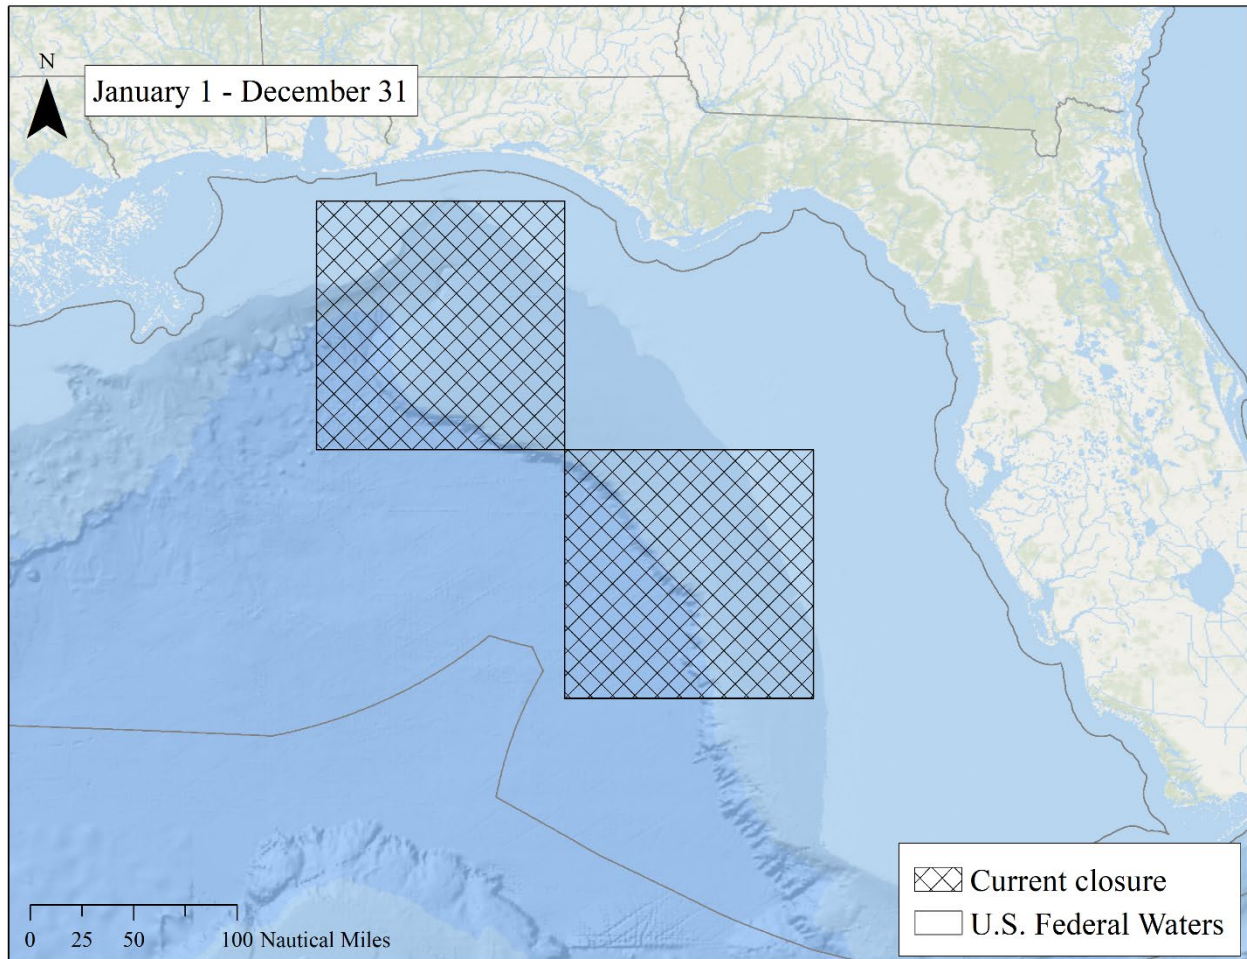 N
January 1 - December 31
Current closure
U.S. Federal Waters
0 25 50 100 Nautical Miles